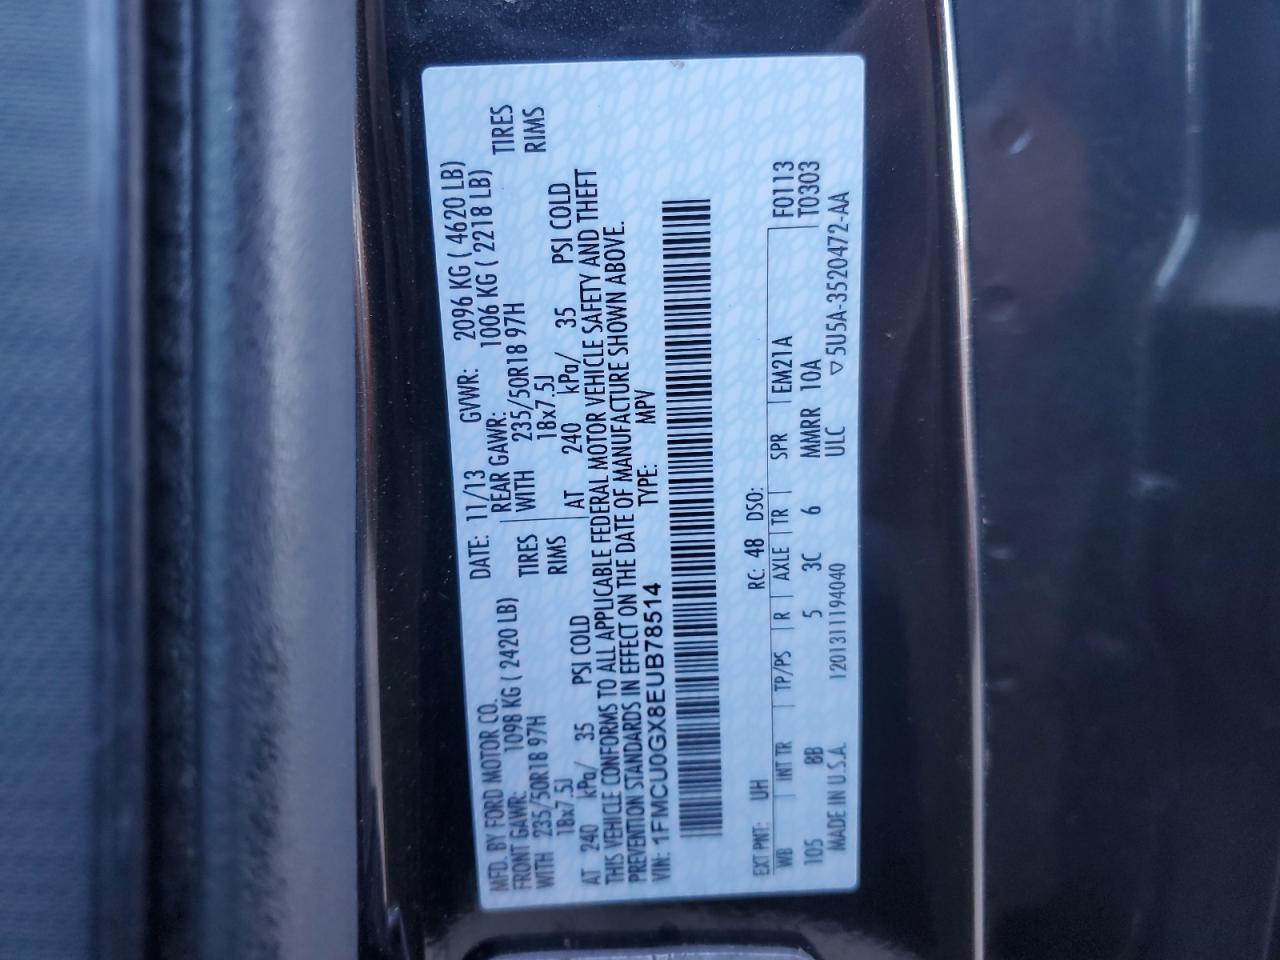 MFD. BY FORD MOTOR CO. DATE: 11/13 GVWR: 2096 KG ( 4620 LB)
FRONT GAWR: 1098 KG ( 2420 LB) REAR GAWR: 1006 KG ( 2218 LB)
WITH 235/50R18 97H TIRES WITH 235/50R18 97H TIRES
18x7.5J RIMS 18x7.5J RIMS
AT 240 kPa/ 35 PSI COLD AT 240 kPa/ 35 PSI COLD
THIS VEHICLE CONFORMS TO ALL APPLICABLE FEDERAL MOTOR VEHICLE SAFETY AND THEFT
PREVENTION STANDARDS IN EFFECT ON THE DATE OF MANUFACTURE SHOWN ABOVE.
VIN: 1FMCU0GX8EUB78514 TYPE: MPV
EXT PNT: UH RC: 48 DSO:
WB INT TR TP/PS R AXLE TR SPR EM21A F0113
105 8B 5 3C 6 MMRR 10A T0303
MADE IN U.S.A. 1201311194040 ULC ▽5U5A-3520472-AA